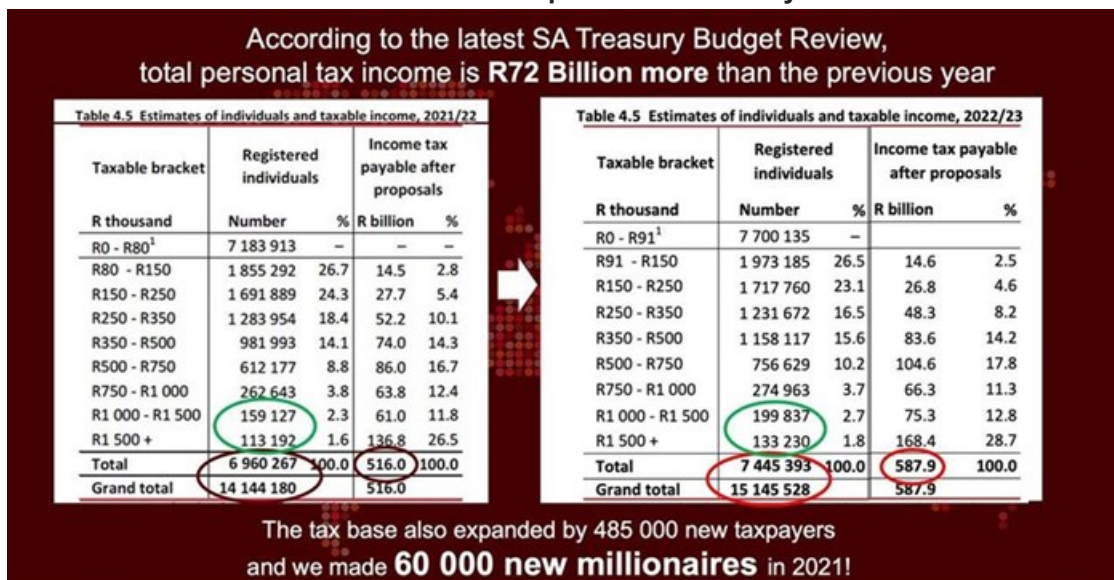 According to the latest SA Treasury Budget Review,
total personal tax income is R72 Billion more than the previous year
Table 4.5 Estimates of individuals and taxable income, 2021/22
Taxable bracket Registered individuals Income tax payable after proposals
R thousand Number % R billion %
R0 - R80¹ 7 183 913 – – –
R80 - R150 1 855 292 26.7 14.5 2.8
R150 - R250 1 691 889 24.3 27.7 5.4
R250 - R350 1 283 954 18.4 52.2 10.1
R350 - R500 981 993 14.1 74.0 14.3
R500 - R750 612 177 8.8 86.0 16.7
R750 - R1 000 262 643 3.8 63.8 12.4
R1 000 - R1 500 159 127 2.3 61.0 11.8
R1 500 + 113 192 1.6 136.8 26.5
Total 6 960 267 100.0 516.0 100.0
Grand total 14 144 180 516.0
Table 4.5 Estimates of individuals and taxable income, 2022/23
Taxable bracket Registered individuals Income tax payable after proposals
R thousand Number % R billion %
R0 - R91¹ 7 700 135 –
R91 - R150 1 973 185 26.5 14.6 2.5
R150 - R250 1 717 760 23.1 26.8 4.6
R250 - R350 1 231 672 16.5 48.3 8.2
R350 - R500 1 158 117 15.6 83.6 14.2
R500 - R750 756 629 10.2 104.6 17.8
R750 - R1 000 274 963 3.7 66.3 11.3
R1 000 - R1 500 199 837 2.7 75.3 12.8
R1 500 + 133 230 1.8 168.4 28.7
Total 7 445 393 100.0 587.9 100.0
Grand total 15 145 528 587.9
The tax base also expanded by 485 000 new taxpayers
and we made 60 000 new millionaires in 2021!